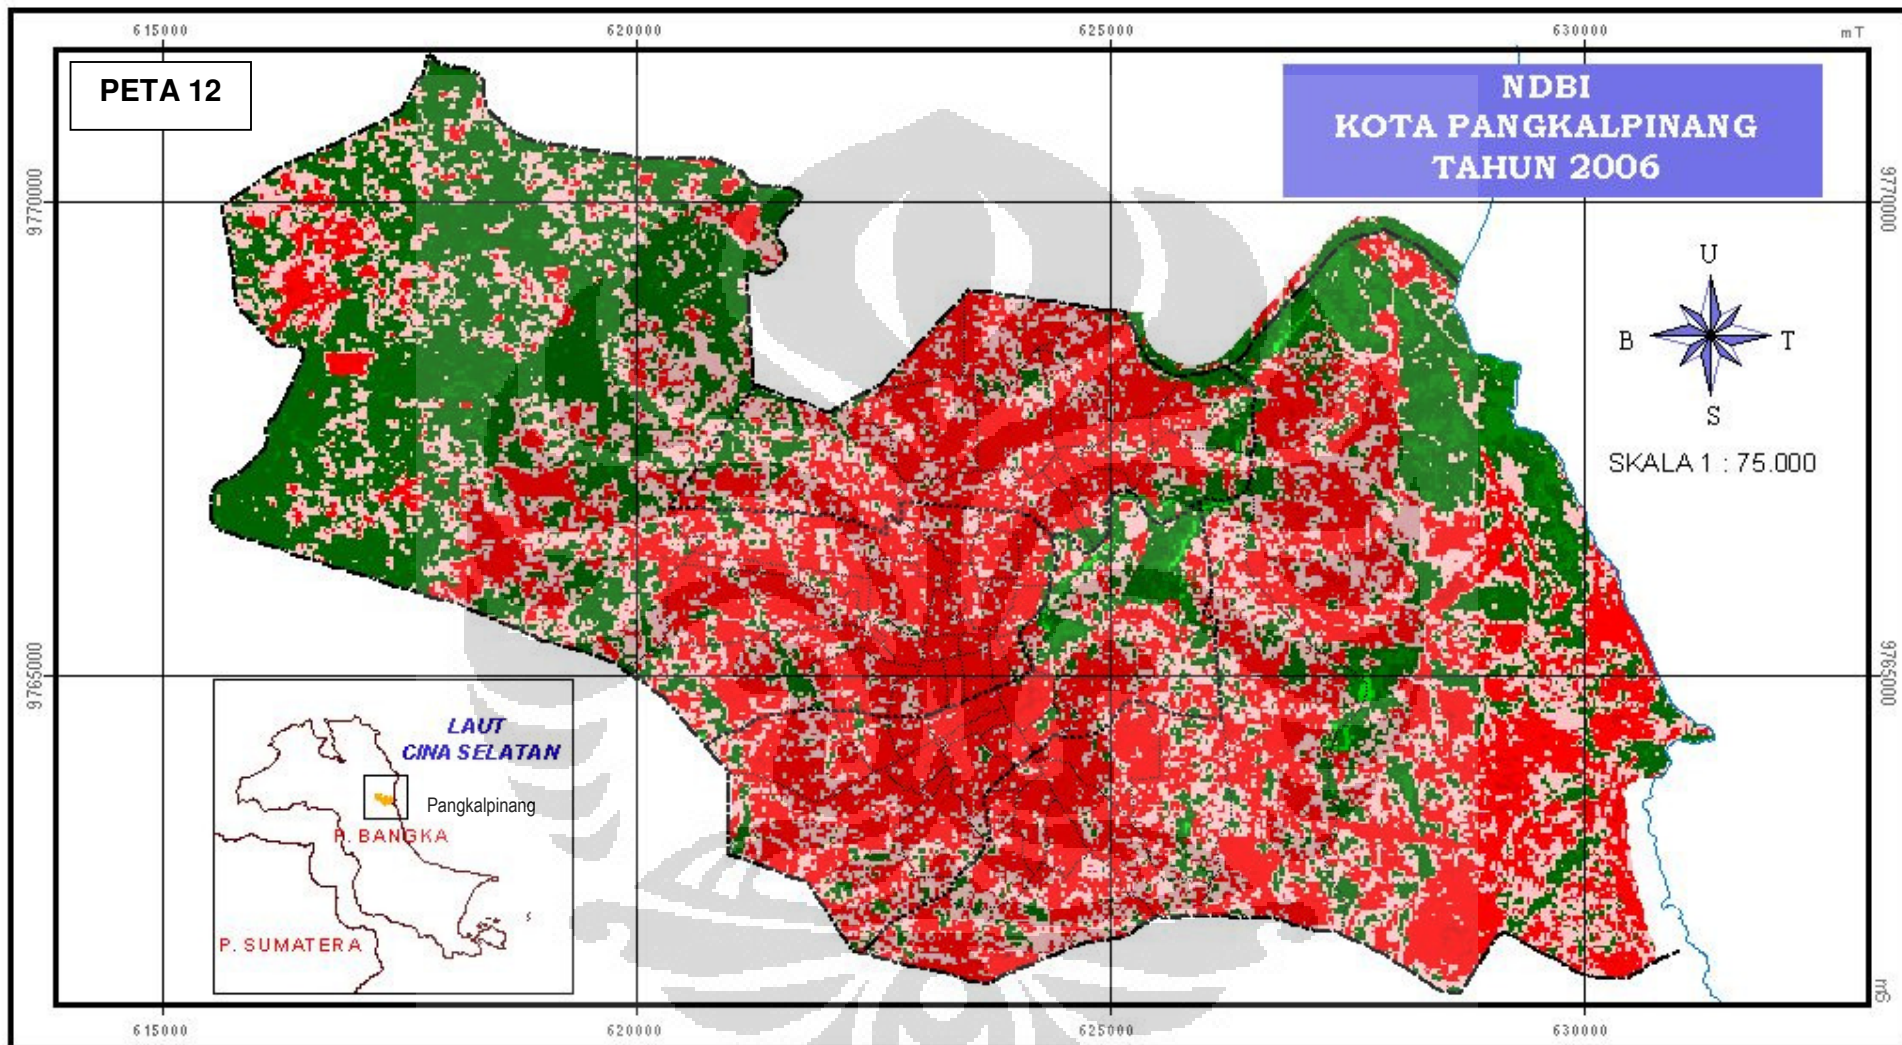 615000
620000
625000
630000
mT
PETA 12
NDBI
KOTA PANGKALPINANG
TAHUN 2006
9770000
9770000
U
B
T
S
SKALA 1 : 75.000
9765000
9765000
LAUT
CINA SELATAN
Pangkalpinang
P. BANGKA
P. SUMATERA
mS
615000
620000
625000
630000